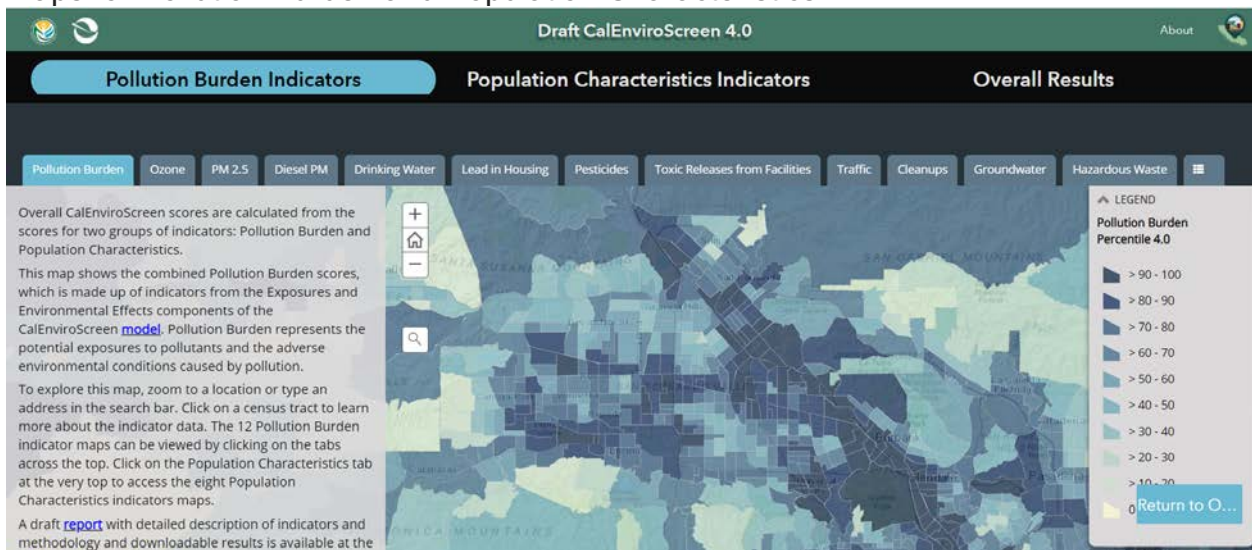 Draft CalEnviroScreen 4.0
About
Pollution Burden Indicators
Population Characteristics Indicators
Overall Results
Pollution Burden
Ozone
PM 2.5
Diesel PM
Drinking Water
Lead in Housing
Pesticides
Toxic Releases from Facilities
Traffic
Cleanups
Groundwater
Hazardous Waste
Overall CalEnviroScreen scores are calculated from the
scores for two groups of indicators: Pollution Burden and
Population Characteristics.
This map shows the combined Pollution Burden scores,
which is made up of indicators from the Exposures and
Environmental Effects components of the
CalEnviroScreen model. Pollution Burden represents the
potential exposures to pollutants and the adverse
environmental conditions caused by pollution.
To explore this map, zoom to a location or type an
address in the search bar. Click on a census tract to learn
more about the indicator data. The 12 Pollution Burden
indicator maps can be viewed by clicking on the tabs
across the top. Click on the Population Characteristics tab
at the very top to access the eight Population
Characteristics indicators maps.
A draft report with detailed description of indicators and
methodology and downloadable results is available at the
SANTA SUSANNA
SAN GABRIEL MOUNTAINS
MOUNTAINS
Burbank
LEGEND
Pollution Burden
Percentile 4.0
> 90 - 100
> 80 - 90
> 70 - 80
> 60 - 70
> 50 - 60
> 40 - 50
> 30 - 40
> 20 - 30
> 10 - 20
0
Return to O...